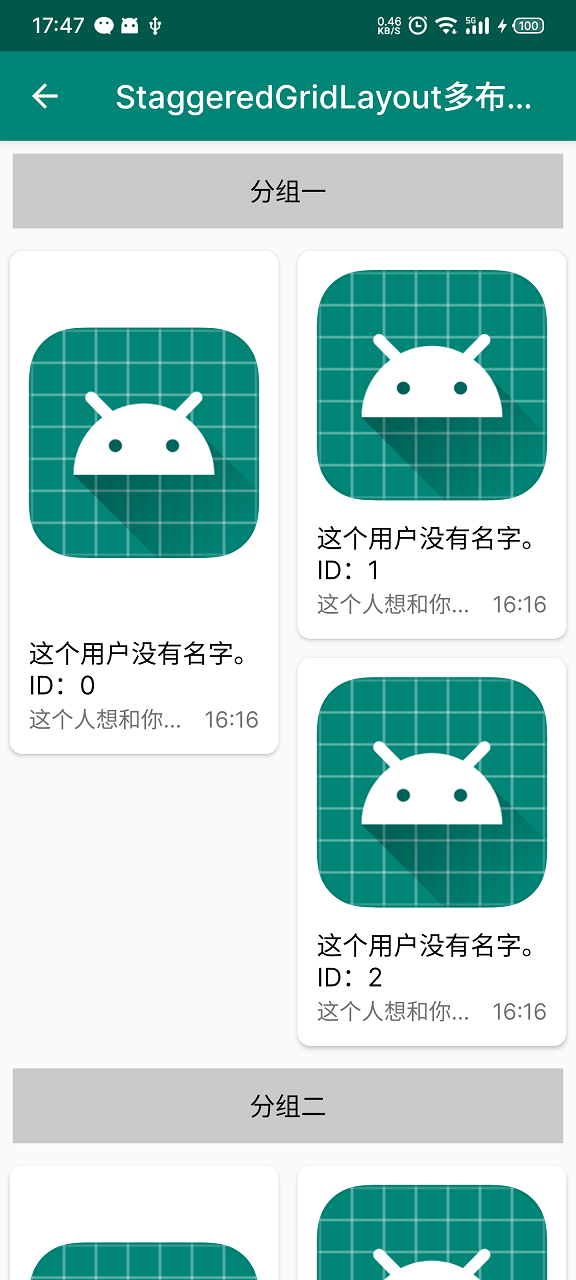 17:47 0.46 KB/S 5G 100
StaggeredGridLayout多布...
分组一
这个用户没有名字。
ID：0
这个人想和你... 16:16
这个用户没有名字。
ID：1
这个人想和你... 16:16
这个用户没有名字。
ID：2
这个人想和你... 16:16
分组二